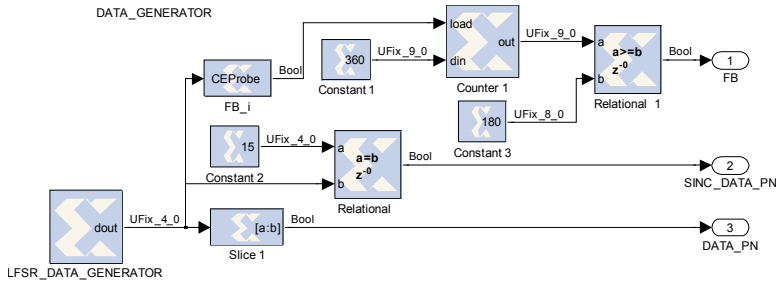 DATA_GENERATOR
load
din
out
Counter 1
UFix_9_0
a
b
a>=b
z-0
Relational 1
Bool
1
FB
CEProbe
FB_i
Bool
360
Constant 1
UFix_9_0
180
Constant 3
UFix_8_0
15
Constant 2
UFix_4_0
a
b
a=b
z-0
Relational
Bool
2
SINC_DATA_PN
dout
LFSR_DATA_GENERATOR
UFix_4_0
[a:b]
Slice 1
Bool
3
DATA_PN